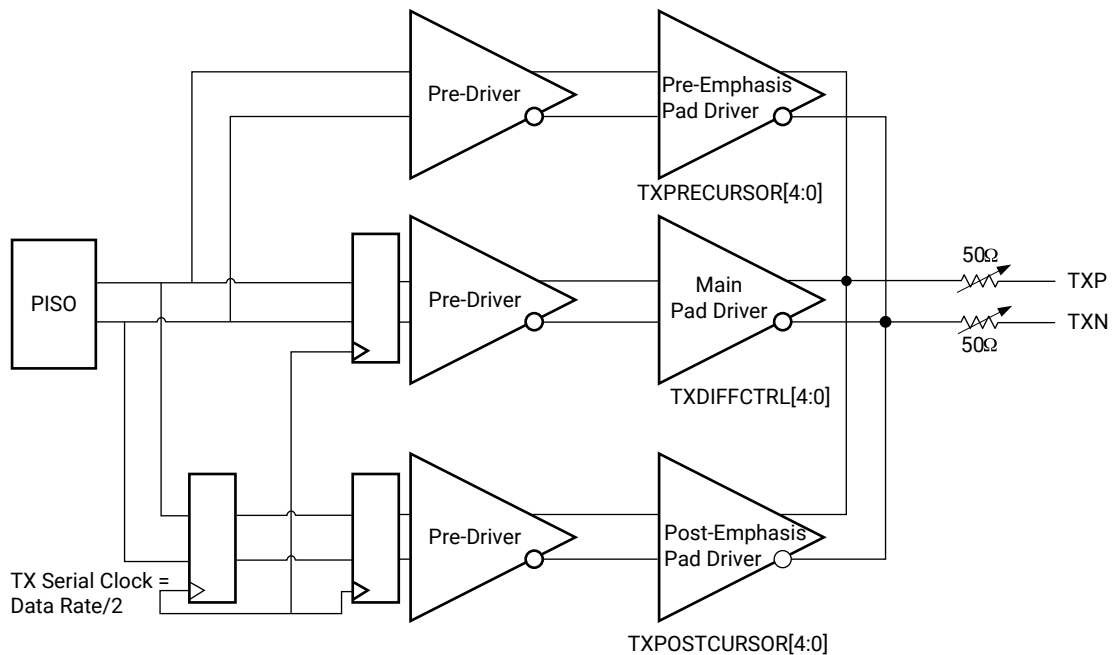 Pre-Driver
Pre-Emphasis
Pad Driver
TXPRECURSOR[4:0]
PISO
Pre-Driver
Main
Pad Driver
50Ω
TXP
TXN
50Ω
TXDIFFCTRL[4:0]
Pre-Driver
Post-Emphasis
Pad Driver
TX Serial Clock =
Data Rate/2
TXPOSTCURSOR[4:0]